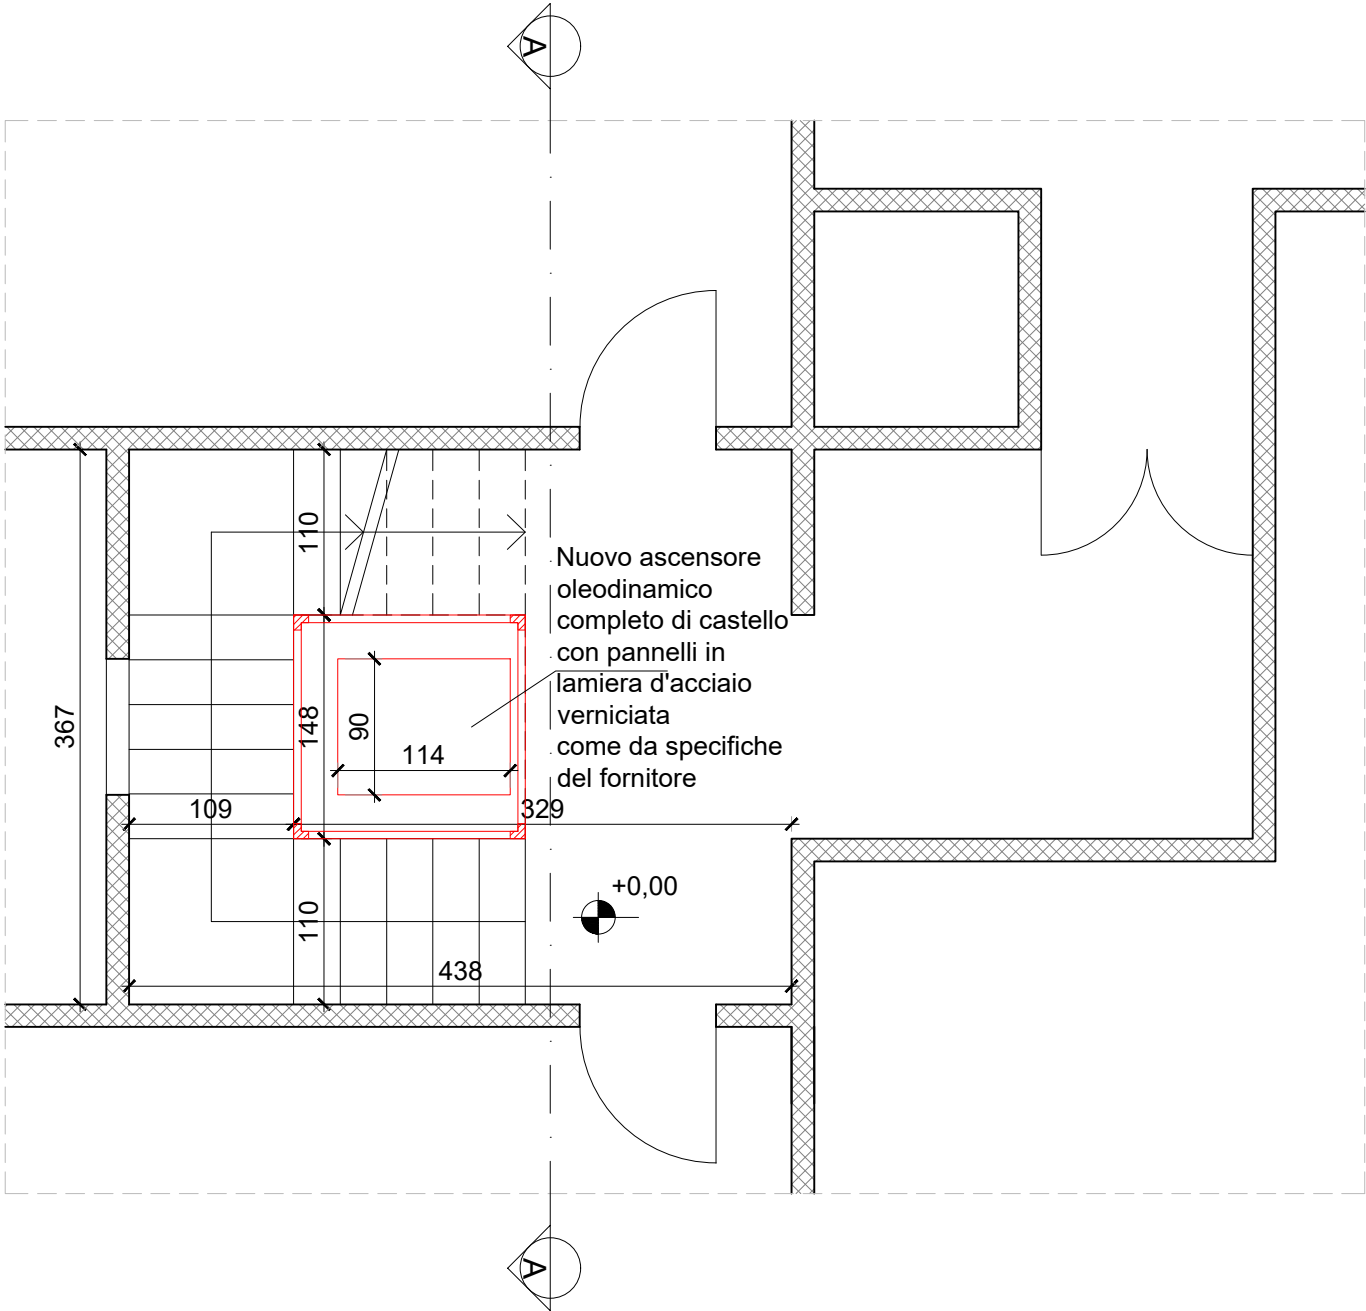 A
110
Nuovo ascensore
oleodinamico
completo di castello
con pannelli in
lamiera d'acciaio
verniciata
come da specifiche
del fornitore
367
148
90
114
109
329
+0,00
110
438
A